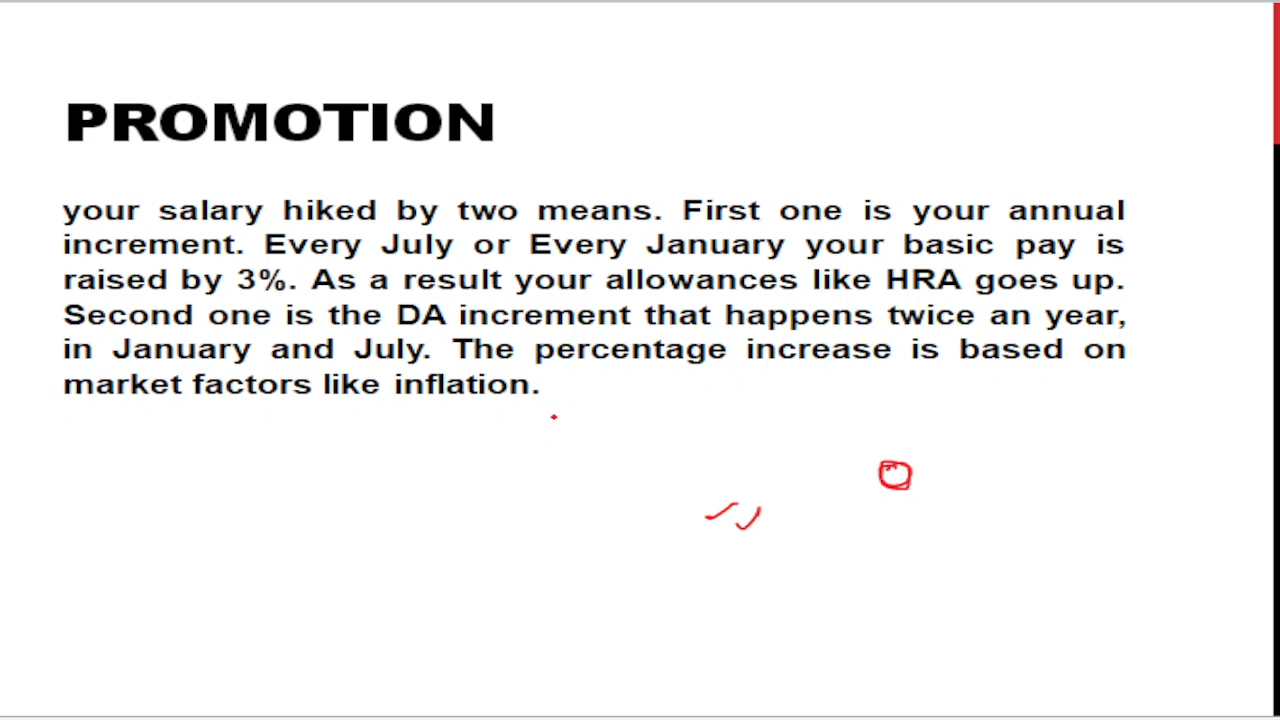 PROMOTION
your salary hiked by two means. First one is your annual
increment. Every July or Every January your basic pay is
raised by 3%. As a result your allowances like HRA goes up.
Second one is the DA increment that happens twice an year,
in January and July. The percentage increase is based on
market factors like inflation.